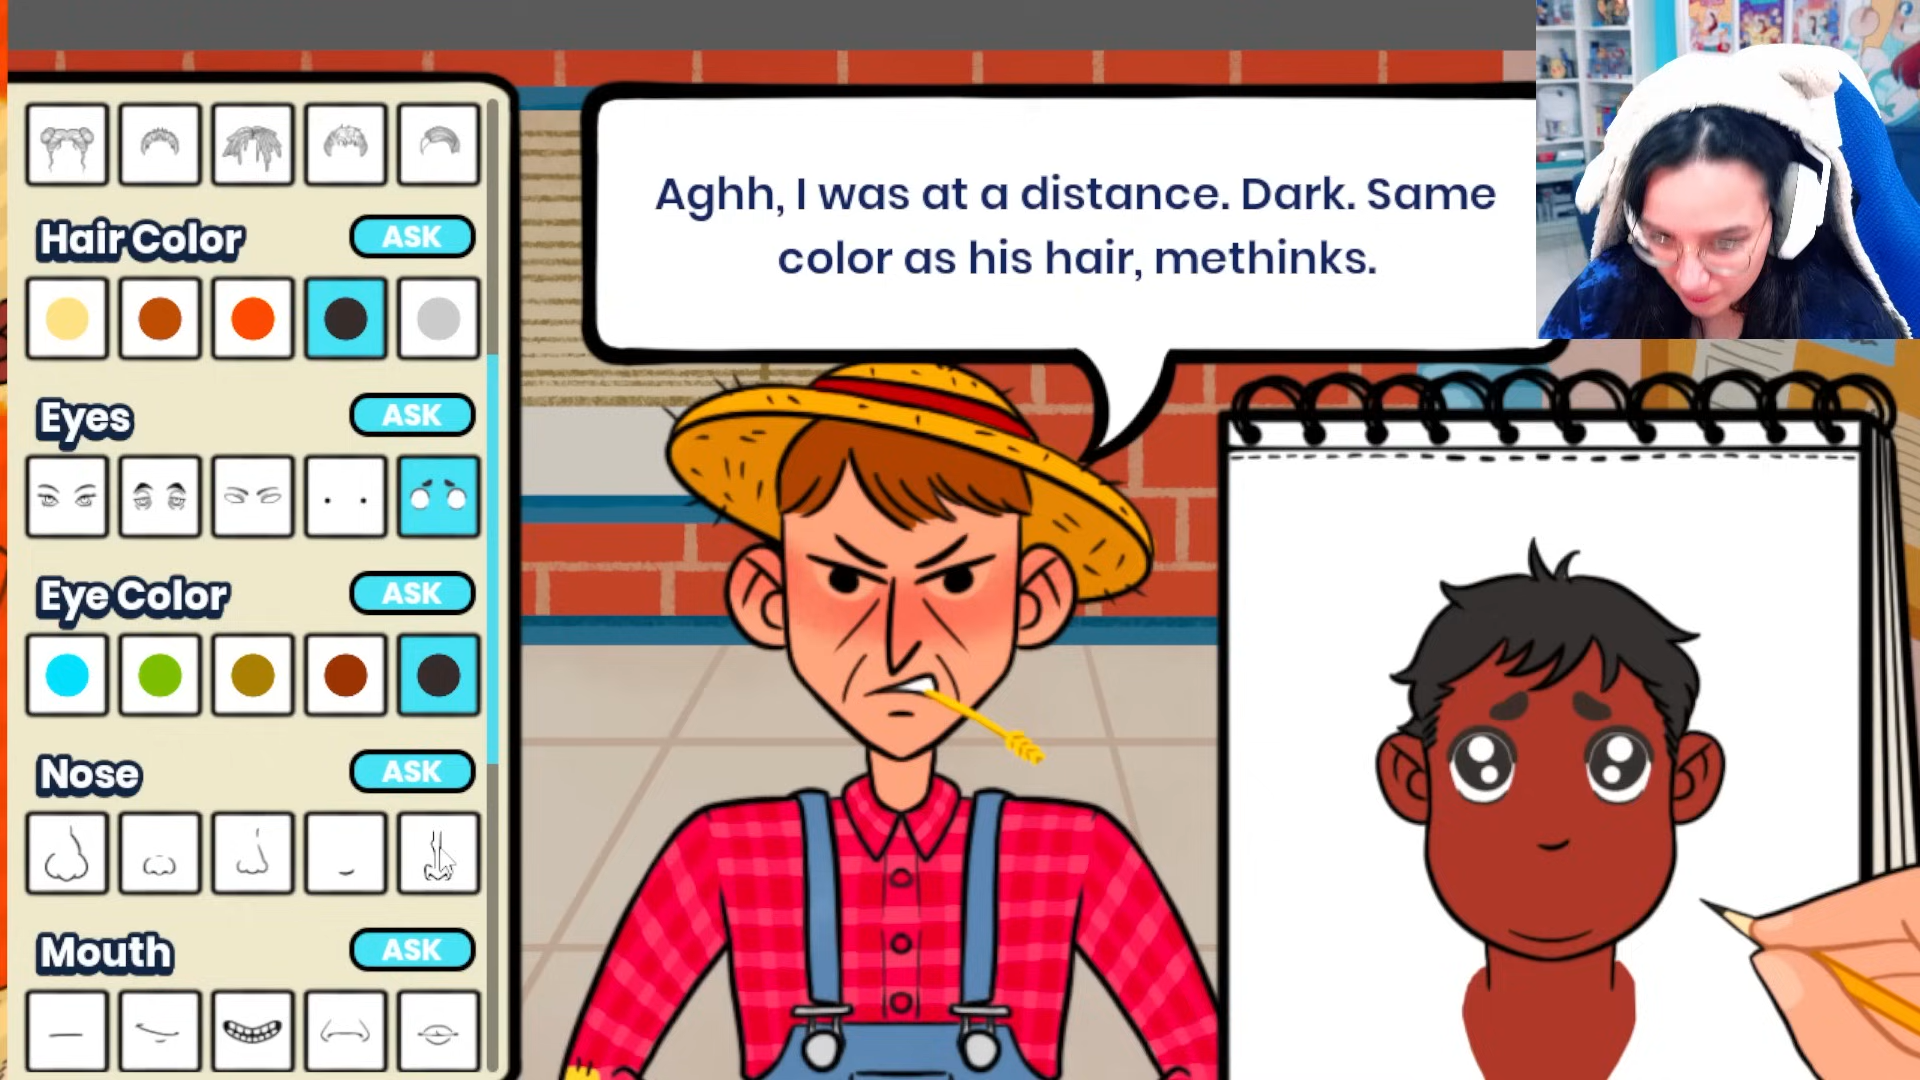 Aghh, I was at a distance. Dark. Same
color as his hair, methinks.
Hair Color ASK
Eyes ASK
Eye Color ASK
Nose ASK
Mouth ASK